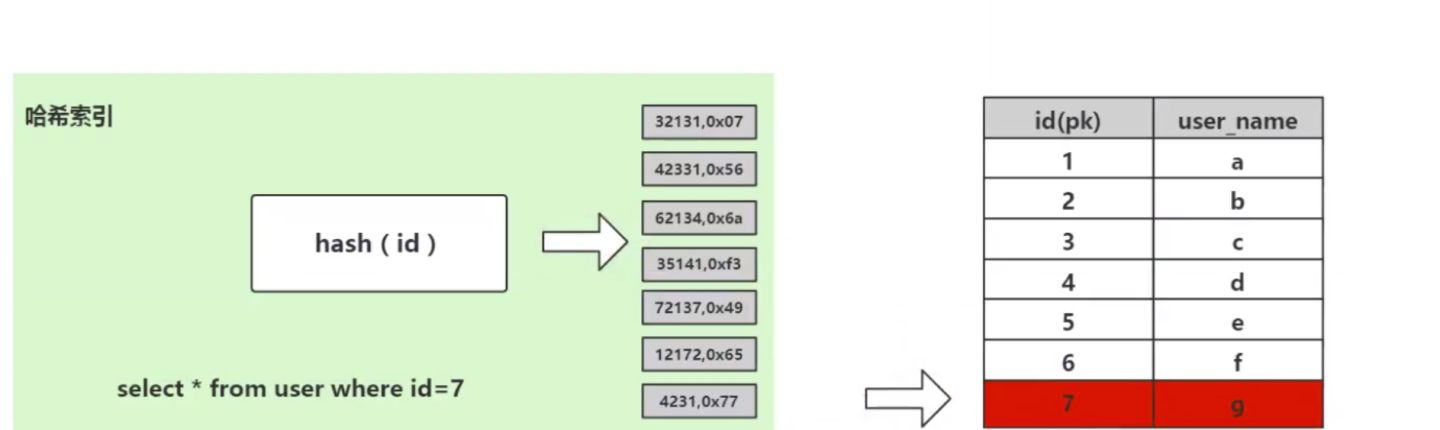 哈希索引
hash ( id )
select * from user where id=7
32131,0x07
42331,0x56
62134,0x6a
35141,0xf3
72137,0x49
12172,0x65
4231,0x77
id(pk) user_name
1 a
2 b
3 c
4 d
5 e
6 f
7 g